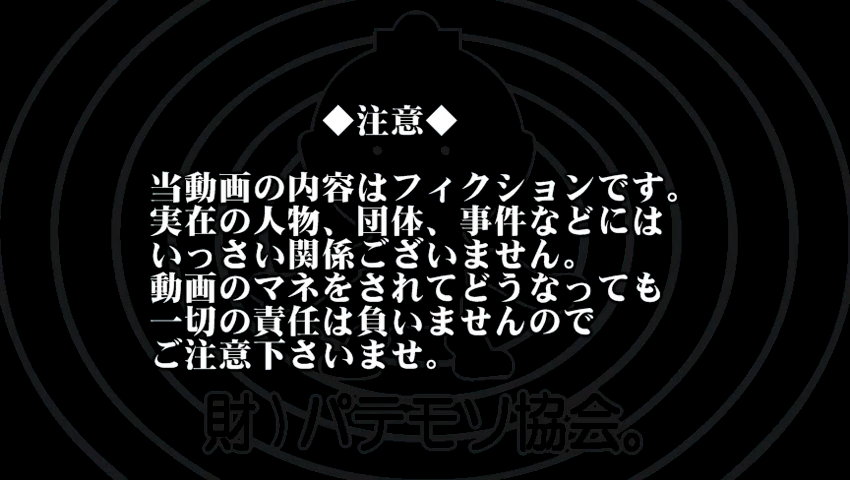 ◆注意◆
当動画の内容はフィクションです。
実在の人物、団体、事件などには
いっさい関係ございません。
動画のマネをされてどうなっても
一切の責任は負いませんので
ご注意下さいませ。
財)パテモソ協会。